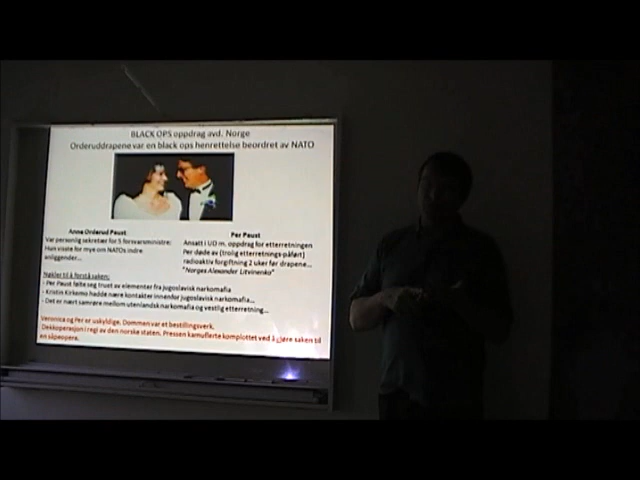 BLACK OPS oppdrag avd. Norge
Orderuddrapene var en black ops henrettelse beordret av NATO
Anne Orderud Paust
Var personlig sekretær for 5 forsvarsministre:
Hun visste for mye om NATOs indre
anliggender...
Per Paust
Ansatt i UD m. oppdrag for etterretningen
Per døde av (trolig etterretnings-påført)
radioaktiv forgiftning 2 uker før drapene...
"Norges Alexander Litvinenko"
Nøkler til å forstå saken:
- Per Paust følte seg truet av elementer fra jugoslavisk narkomafia
- Kristin Kirkemo hadde nære kontakter innenfor jugoslavisk narkomafia...
- Det er nært samrøre mellom utenlandsk narkomafia og vestlig etterretning...
Veronica og Per er uskyldige. Dommen var et bestillingsverk.
Dekkoperasjon i regi av den norske staten. Pressen kamuflerte komplottet ved å gjøre saken til
en såpeopera.